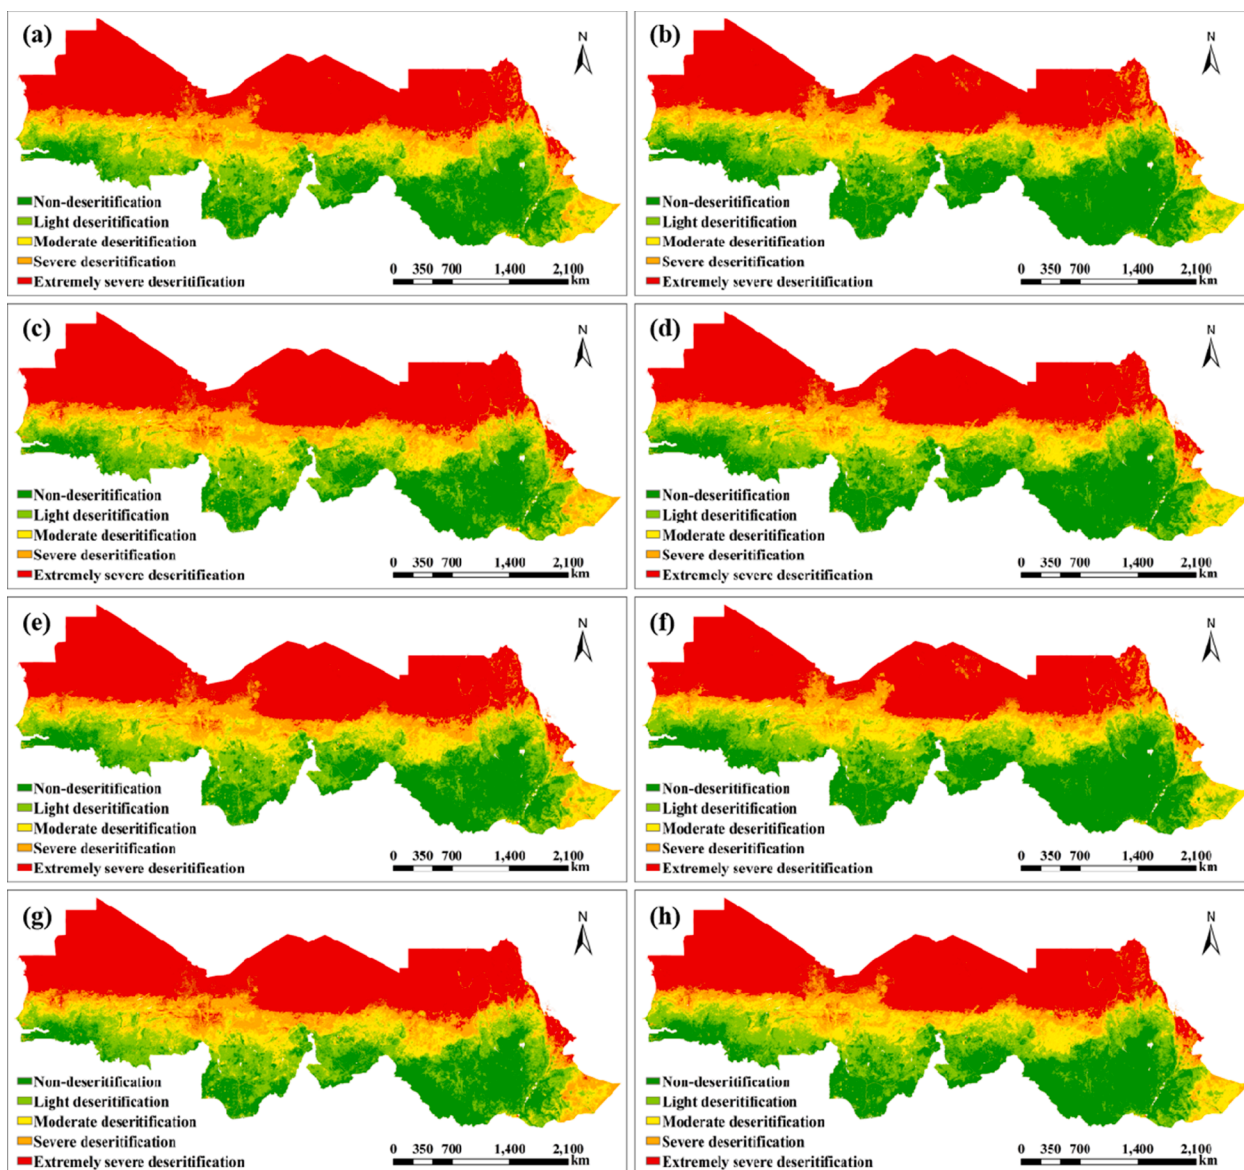 (a)
N
Non-deseritification
Light deseritification
Moderate deseritification
Severe deseritification
Extremely severe deseritification
0 350 700 1,400 2,100
km
(b)
N
Non-deseritification
Light deseritification
Moderate deseritification
Severe deseritification
Extremely severe deseritification
0 350 700 1,400 2,100
km
(c)
N
Non-deseritification
Light deseritification
Moderate deseritification
Severe deseritification
Extremely severe deseritification
0 350 700 1,400 2,100
km
(d)
N
Non-deseritification
Light deseritification
Moderate deseritification
Severe deseritification
Extremely severe deseritification
0 350 700 1,400 2,100
km
(e)
N
Non-deseritification
Light deseritification
Moderate deseritification
Severe deseritification
Extremely severe deseritification
0 350 700 1,400 2,100
km
(f)
N
Non-deseritification
Light deseritification
Moderate deseritification
Severe deseritification
Extremely severe deseritification
0 350 700 1,400 2,100
km
(g)
N
Non-deseritification
Light deseritification
Moderate deseritification
Severe deseritification
Extremely severe deseritification
0 350 700 1,400 2,100
km
(h)
N
Non-deseritification
Light deseritification
Moderate deseritification
Severe deseritification
Extremely severe deseritification
0 350 700 1,400 2,100
km